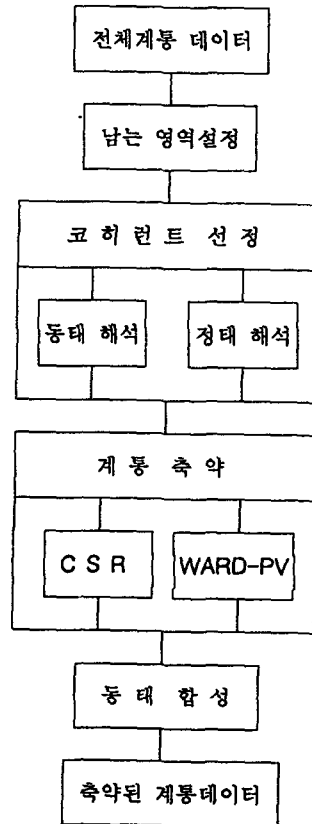 전체계통 데이터
남는 영역설정
코 히 런 트 선 정
동태 해석
정태 해석
계 통 축 약
C S R
WARD-PV
동 태 합 성
축약된 계통데이터